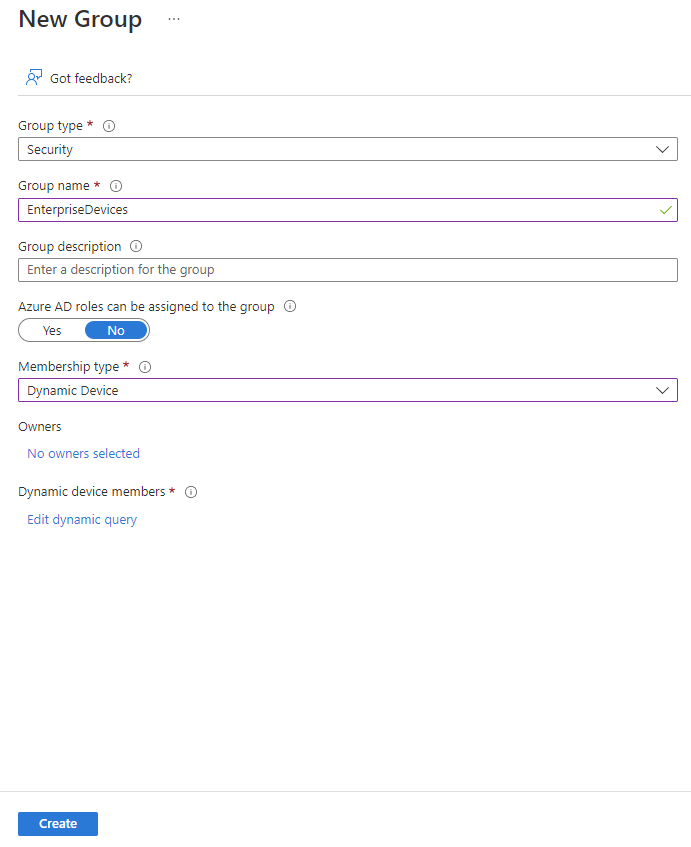 New Group ...
Got feedback?
Group type *
Security
Group name *
EnterpriseDevices
Group description
Enter a description for the group
Azure AD roles can be assigned to the group
Yes No
Membership type *
Dynamic Device
Owners
No owners selected
Dynamic device members *
Edit dynamic query
Create